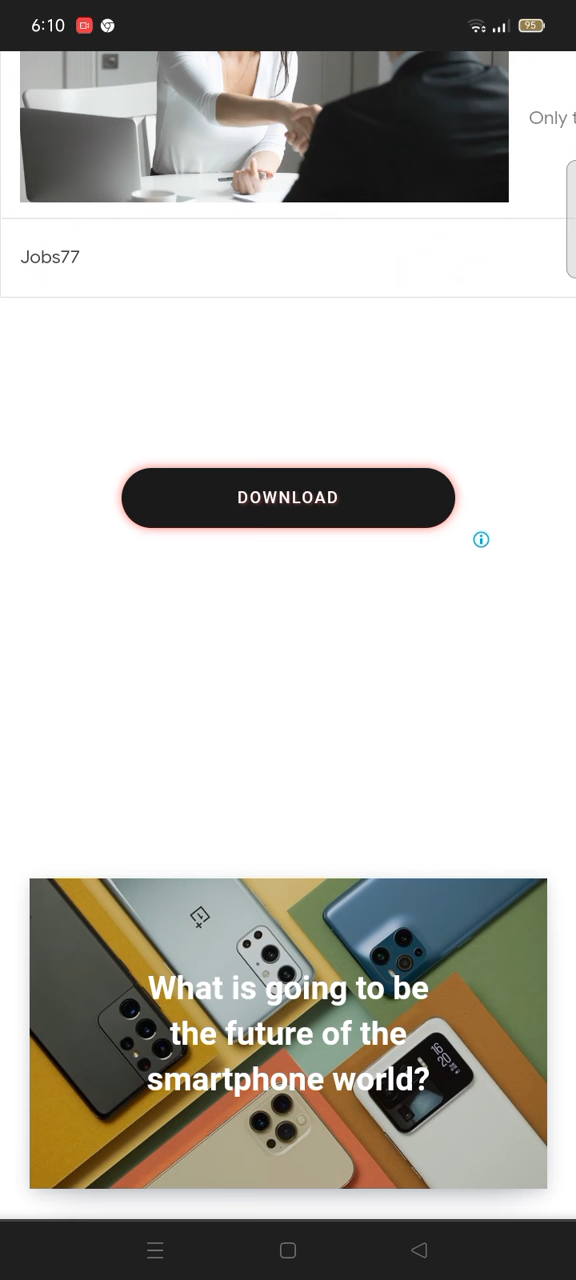 6:10
95
Only t
Jobs77
DOWNLOAD
What is going to be
the future of the
smartphone world?